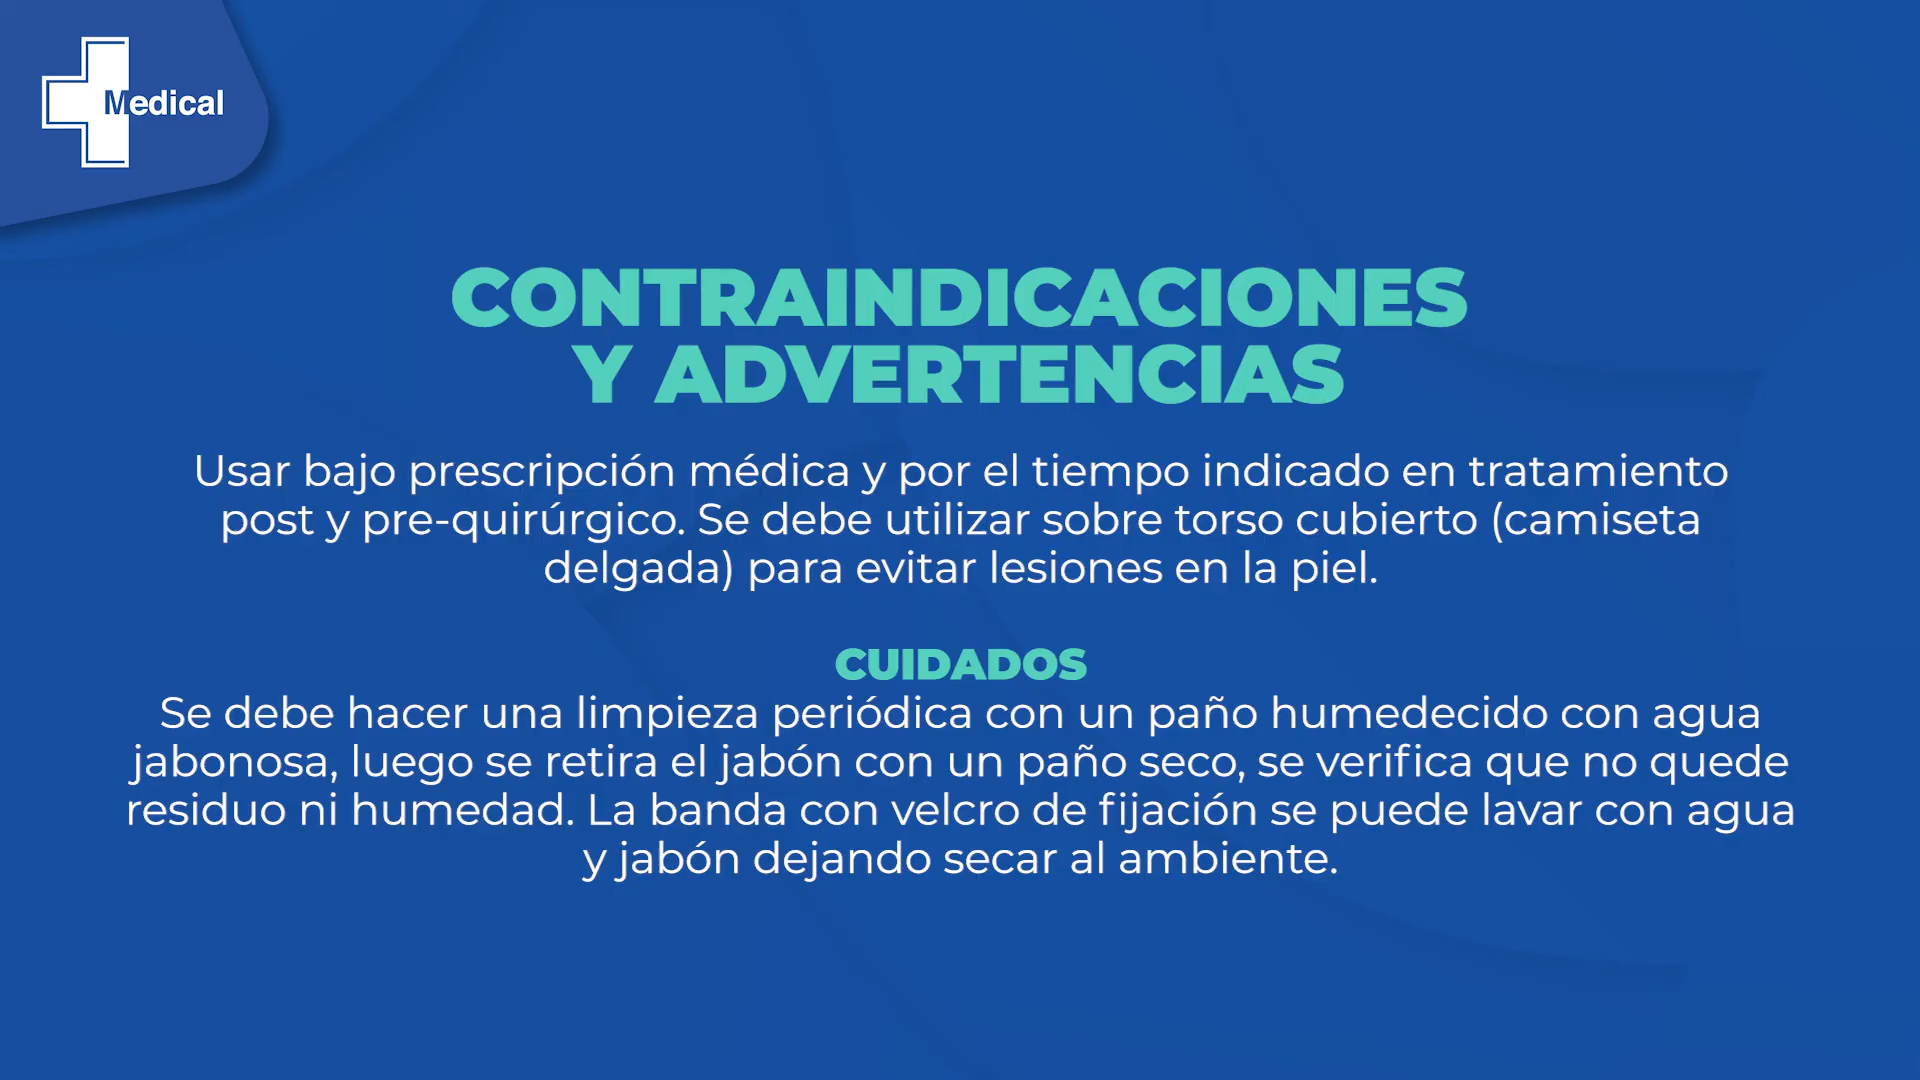 Medical
CONTRAINDICACIONES
Y ADVERTENCIAS
Usar bajo prescripción médica y por el tiempo indicado en tratamiento
post y pre-quirúrgico. Se debe utilizar sobre torso cubierto (camiseta
delgada) para evitar lesiones en la piel.
CUIDADOS
Se debe hacer una limpieza periódica con un paño humedecido con agua
jabonosa, luego se retira el jabón con un paño seco, se verifica que no quede
residuo ni humedad. La banda con velcro de fijación se puede lavar con agua
y jabón dejando secar al ambiente.